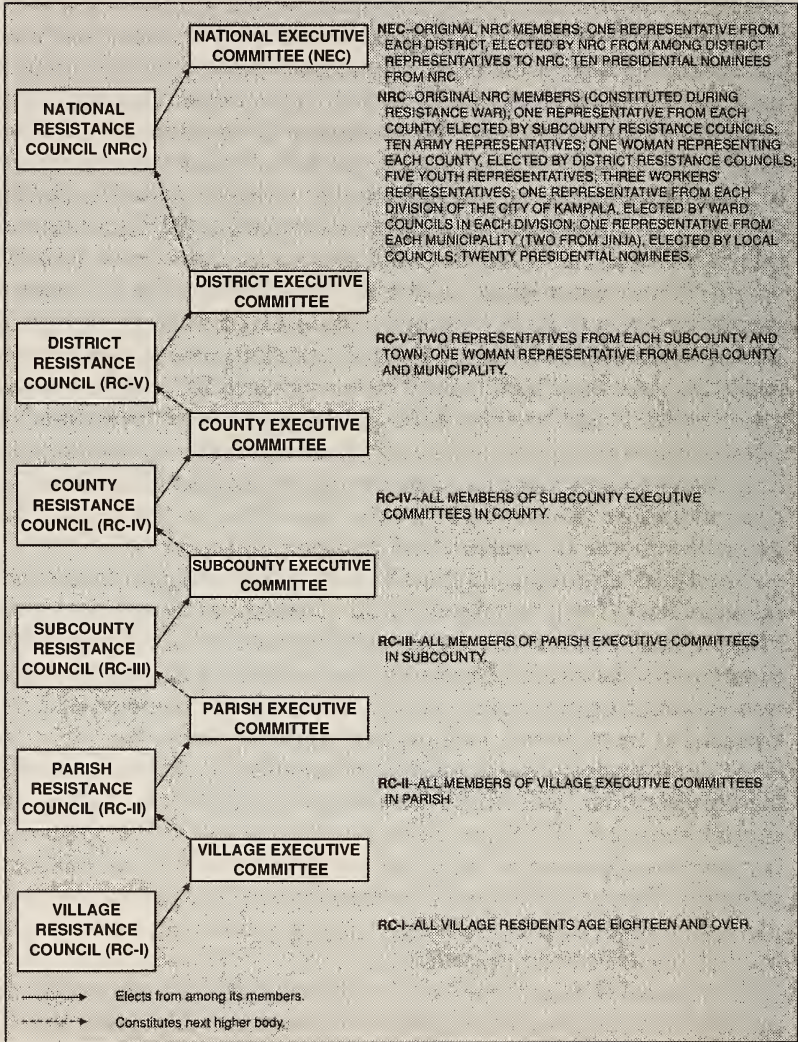 NATIONAL EXECUTIVE
COMMITTEE (NEC)
NEC--ORIGINAL NRC MEMBERS; ONE REPRESENTATIVE FROM
EACH DISTRICT, ELECTED BY NRC FROM AMONG DISTRICT
REPRESENTATIVES TO NRC; TEN PRESIDENTIAL NOMINEES
FROM NRC.
NATIONAL
RESISTANCE
COUNCIL (NRC)
NRC--ORIGINAL NRC MEMBERS (CONSTITUTED DURING
RESISTANCE WAR); ONE REPRESENTATIVE FROM EACH
COUNTY, ELECTED BY SUBCOUNTY RESISTANCE COUNCILS;
TEN ARMY REPRESENTATIVES; ONE WOMAN REPRESENTING
EACH COUNTY, ELECTED BY DISTRICT RESISTANCE COUNCILS;
FIVE YOUTH REPRESENTATIVES; THREE WORKERS'
REPRESENTATIVES; ONE REPRESENTATIVE FROM EACH
DIVISION OF THE CITY OF KAMPALA, ELECTED BY WARD
COUNCILS IN EACH DIVISION; ONE REPRESENTATIVE FROM
EACH MUNICIPALITY (TWO FROM JINJA), ELECTED BY LOCAL
COUNCILS; TWENTY PRESIDENTIAL NOMINEES.
DISTRICT EXECUTIVE
COMMITTEE
DISTRICT
RESISTANCE
COUNCIL (RC-V)
RC-V--TWO REPRESENTATIVES FROM EACH SUBCOUNTY AND
TOWN; ONE WOMAN REPRESENTATIVE FROM EACH COUNTY
AND MUNICIPALITY.
COUNTY EXECUTIVE
COMMITTEE
COUNTY
RESISTANCE
COUNCIL (RC-IV)
RC-IV--ALL MEMBERS OF SUBCOUNTY EXECUTIVE
COMMITTEES IN COUNTY.
SUBCOUNTY EXECUTIVE
COMMITTEE
SUBCOUNTY
RESISTANCE
COUNCIL (RC-III)
RC-III--ALL MEMBERS OF PARISH EXECUTIVE COMMITTEES
IN SUBCOUNTY.
PARISH EXECUTIVE
COMMITTEE
PARISH
RESISTANCE
COUNCIL (RC-II)
RC-II--ALL MEMBERS OF VILLAGE EXECUTIVE COMMITTEES
IN PARISH.
VILLAGE EXECUTIVE
COMMITTEE
VILLAGE
RESISTANCE
COUNCIL (RC-I)
RC-I--ALL VILLAGE RESIDENTS AGE EIGHTEEN AND OVER.
Elects from among its members.
Constitutes next higher body.